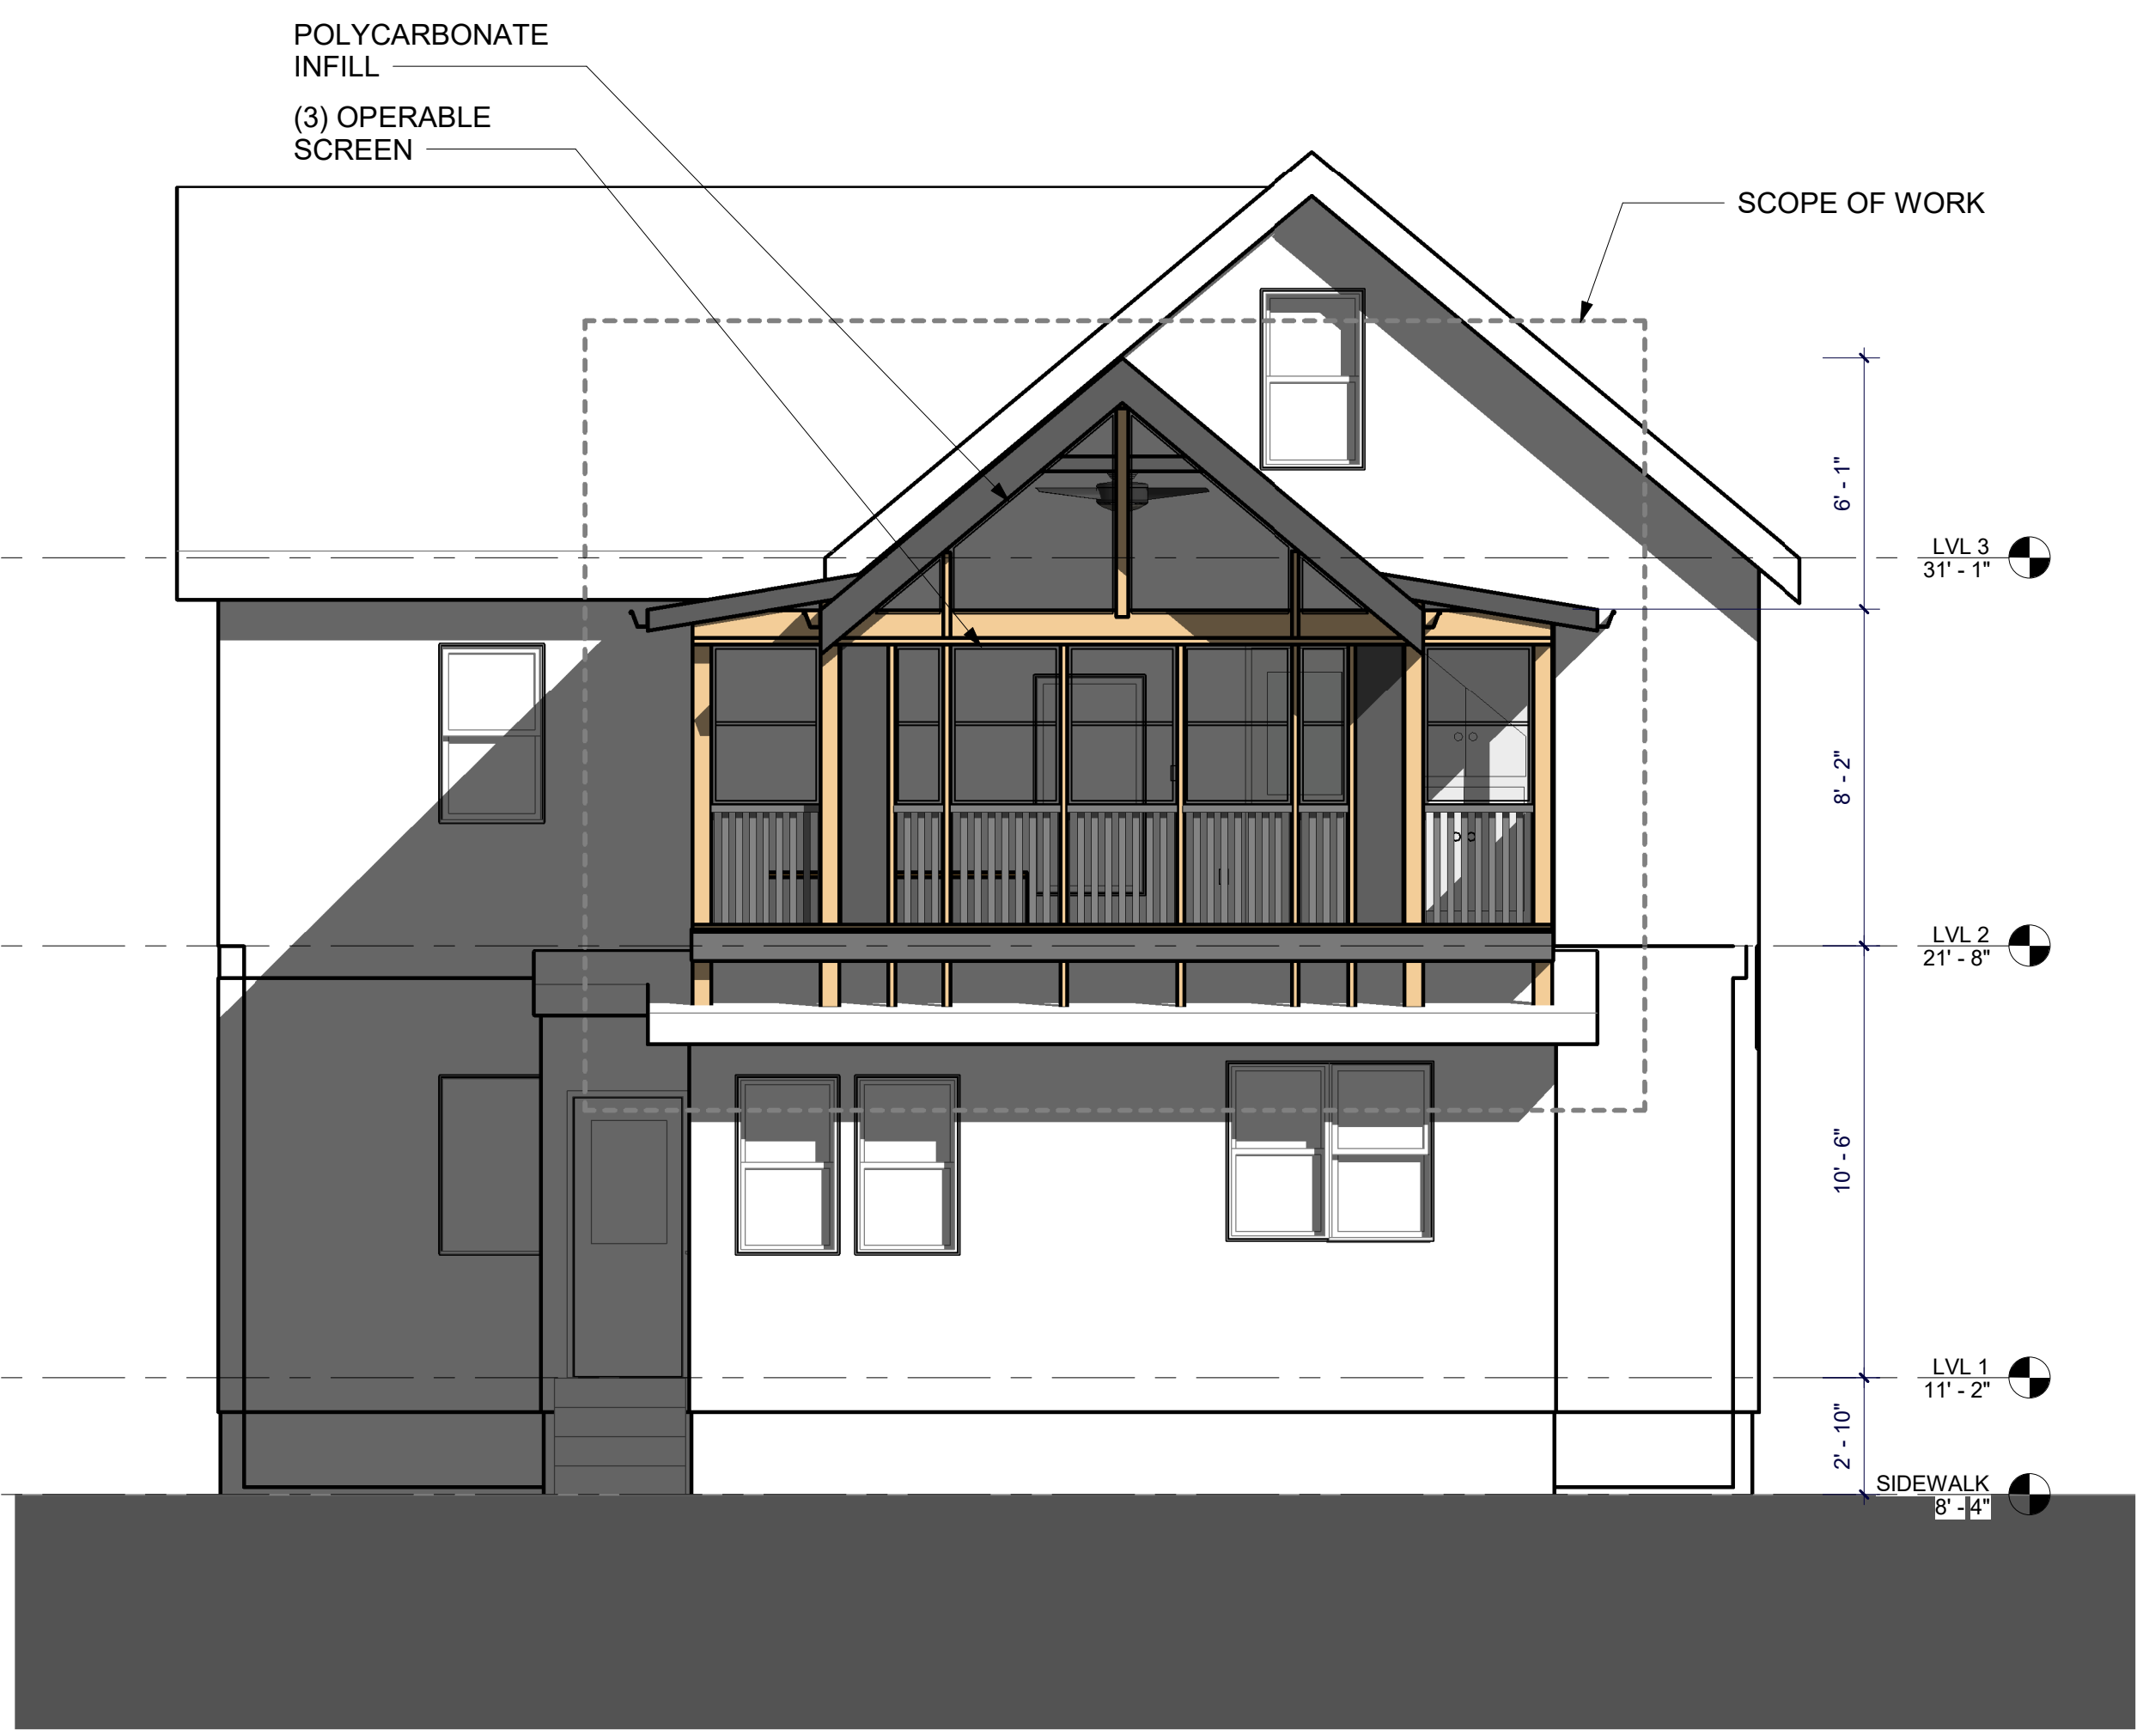 POLYCARBONATE
INFILL
(3) OPERABLE
SCREEN
SCOPE OF WORK
6' - 1"
LVL 3
31' - 1"
8' - 2"
LVL 2
21' - 8"
10' - 6"
LVL 1
11' - 2"
2' - 10"
SIDEWALK
8' - 4"